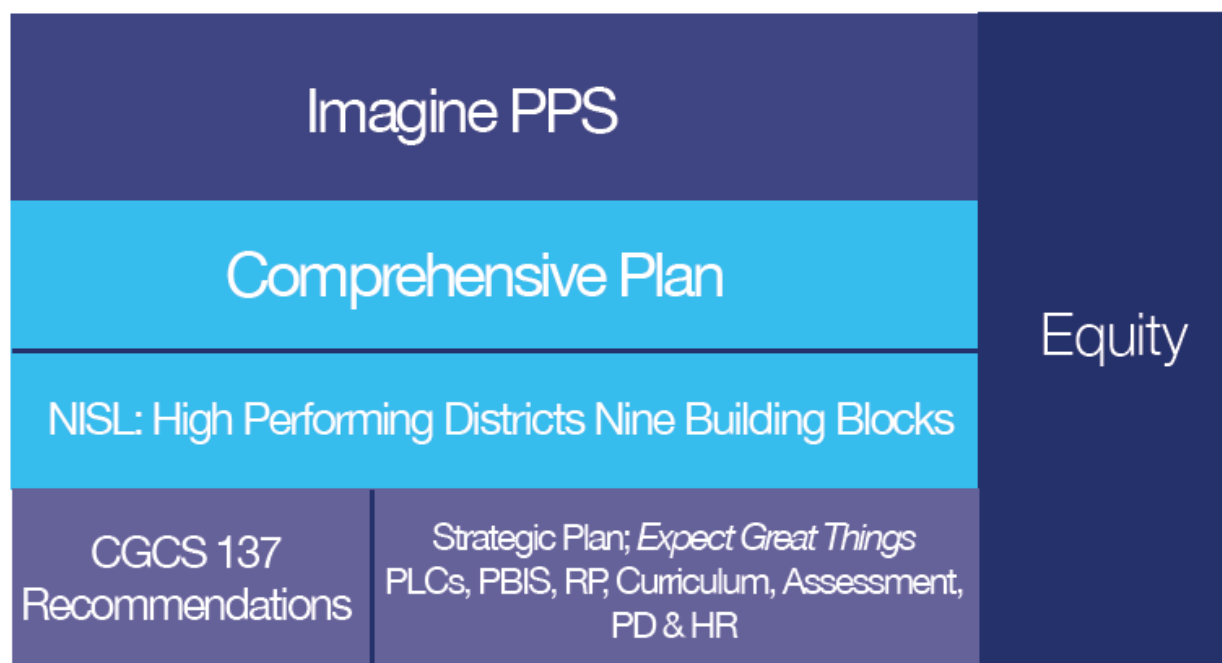 Imagine PPS
Comprehensive Plan
NISL: High Performing Districts Nine Building Blocks
CGCS 137
Recommendations
Strategic Plan; Expect Great Things
PLCs, PBIS, RP, Curriculum, Assessment,
PD & HR
Equity